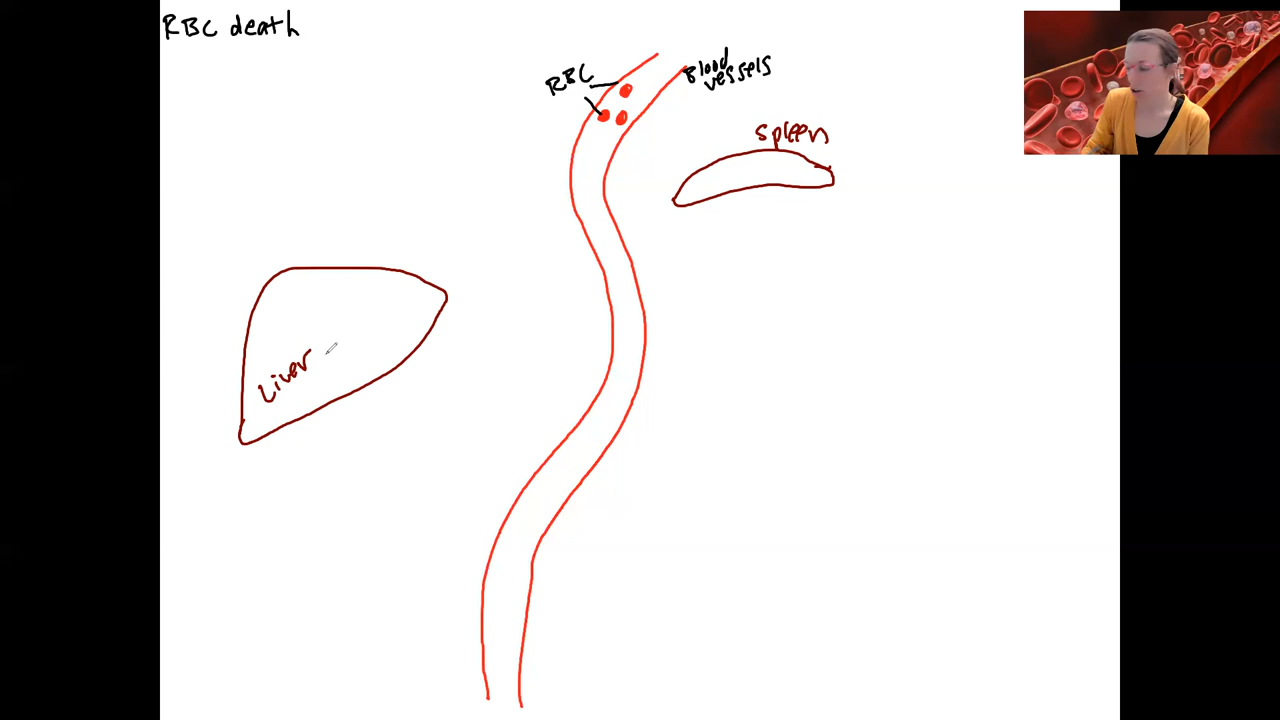 RBC death
RBC
Blood
vessels
spleen
Liver